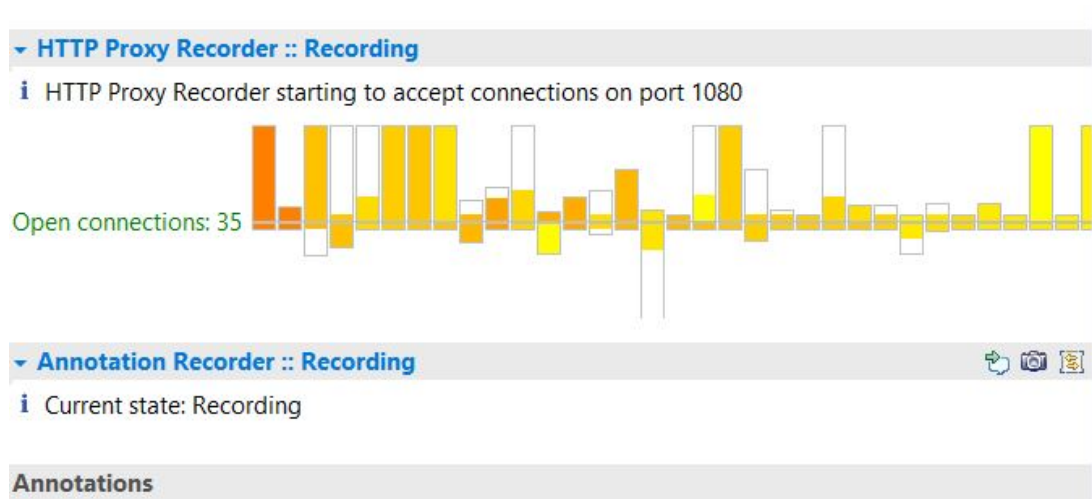 HTTP Proxy Recorder :: Recording
i HTTP Proxy Recorder starting to accept connections on port 1080
Open connections: 35
Annotation Recorder :: Recording
i Current state: Recording
Annotations